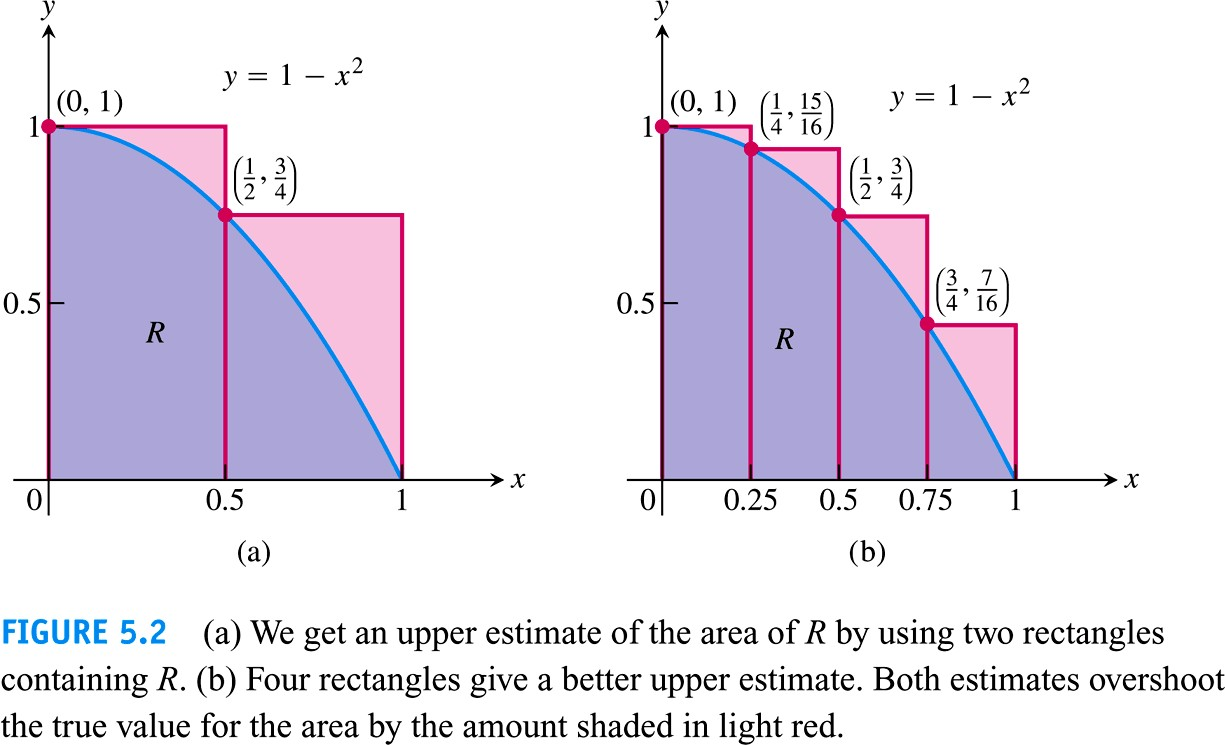 y
y = 1 − x²
(0, 1)
1
(1/2, 3/4)
0.5
R
0
0.5
1
x
(a)
y
y = 1 − x²
(0, 1)
(1/4, 15/16)
1
(1/2, 3/4)
(3/4, 7/16)
0.5
R
0
0.25
0.5
0.75
1
x
(b)
FIGURE 5.2 (a) We get an upper estimate of the area of R by using two rectangles
containing R. (b) Four rectangles give a better upper estimate. Both estimates overshoot
the true value for the area by the amount shaded in light red.